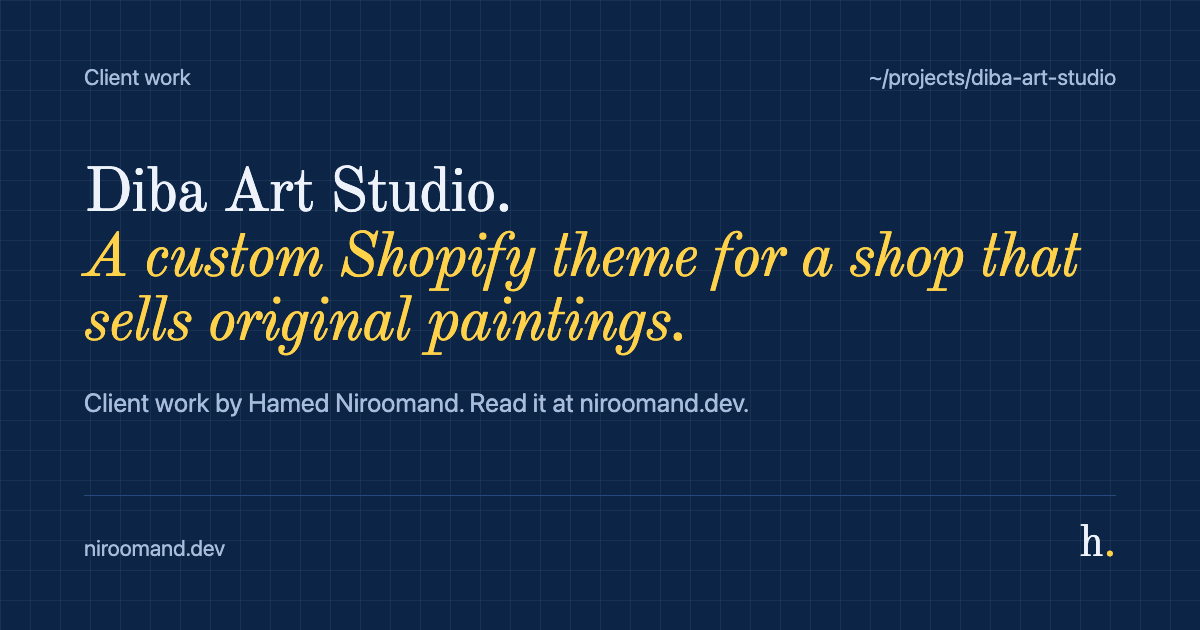 Client work
~/projects/diba-art-studio
Diba Art Studio.
A custom Shopify theme for a shop that
sells original paintings.
Client work by Hamed Niroomand. Read it at niroomand.dev.
niroomand.dev
h.